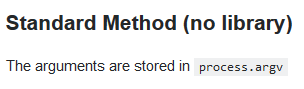 Standard Method (no library)
The arguments are stored in process.argv